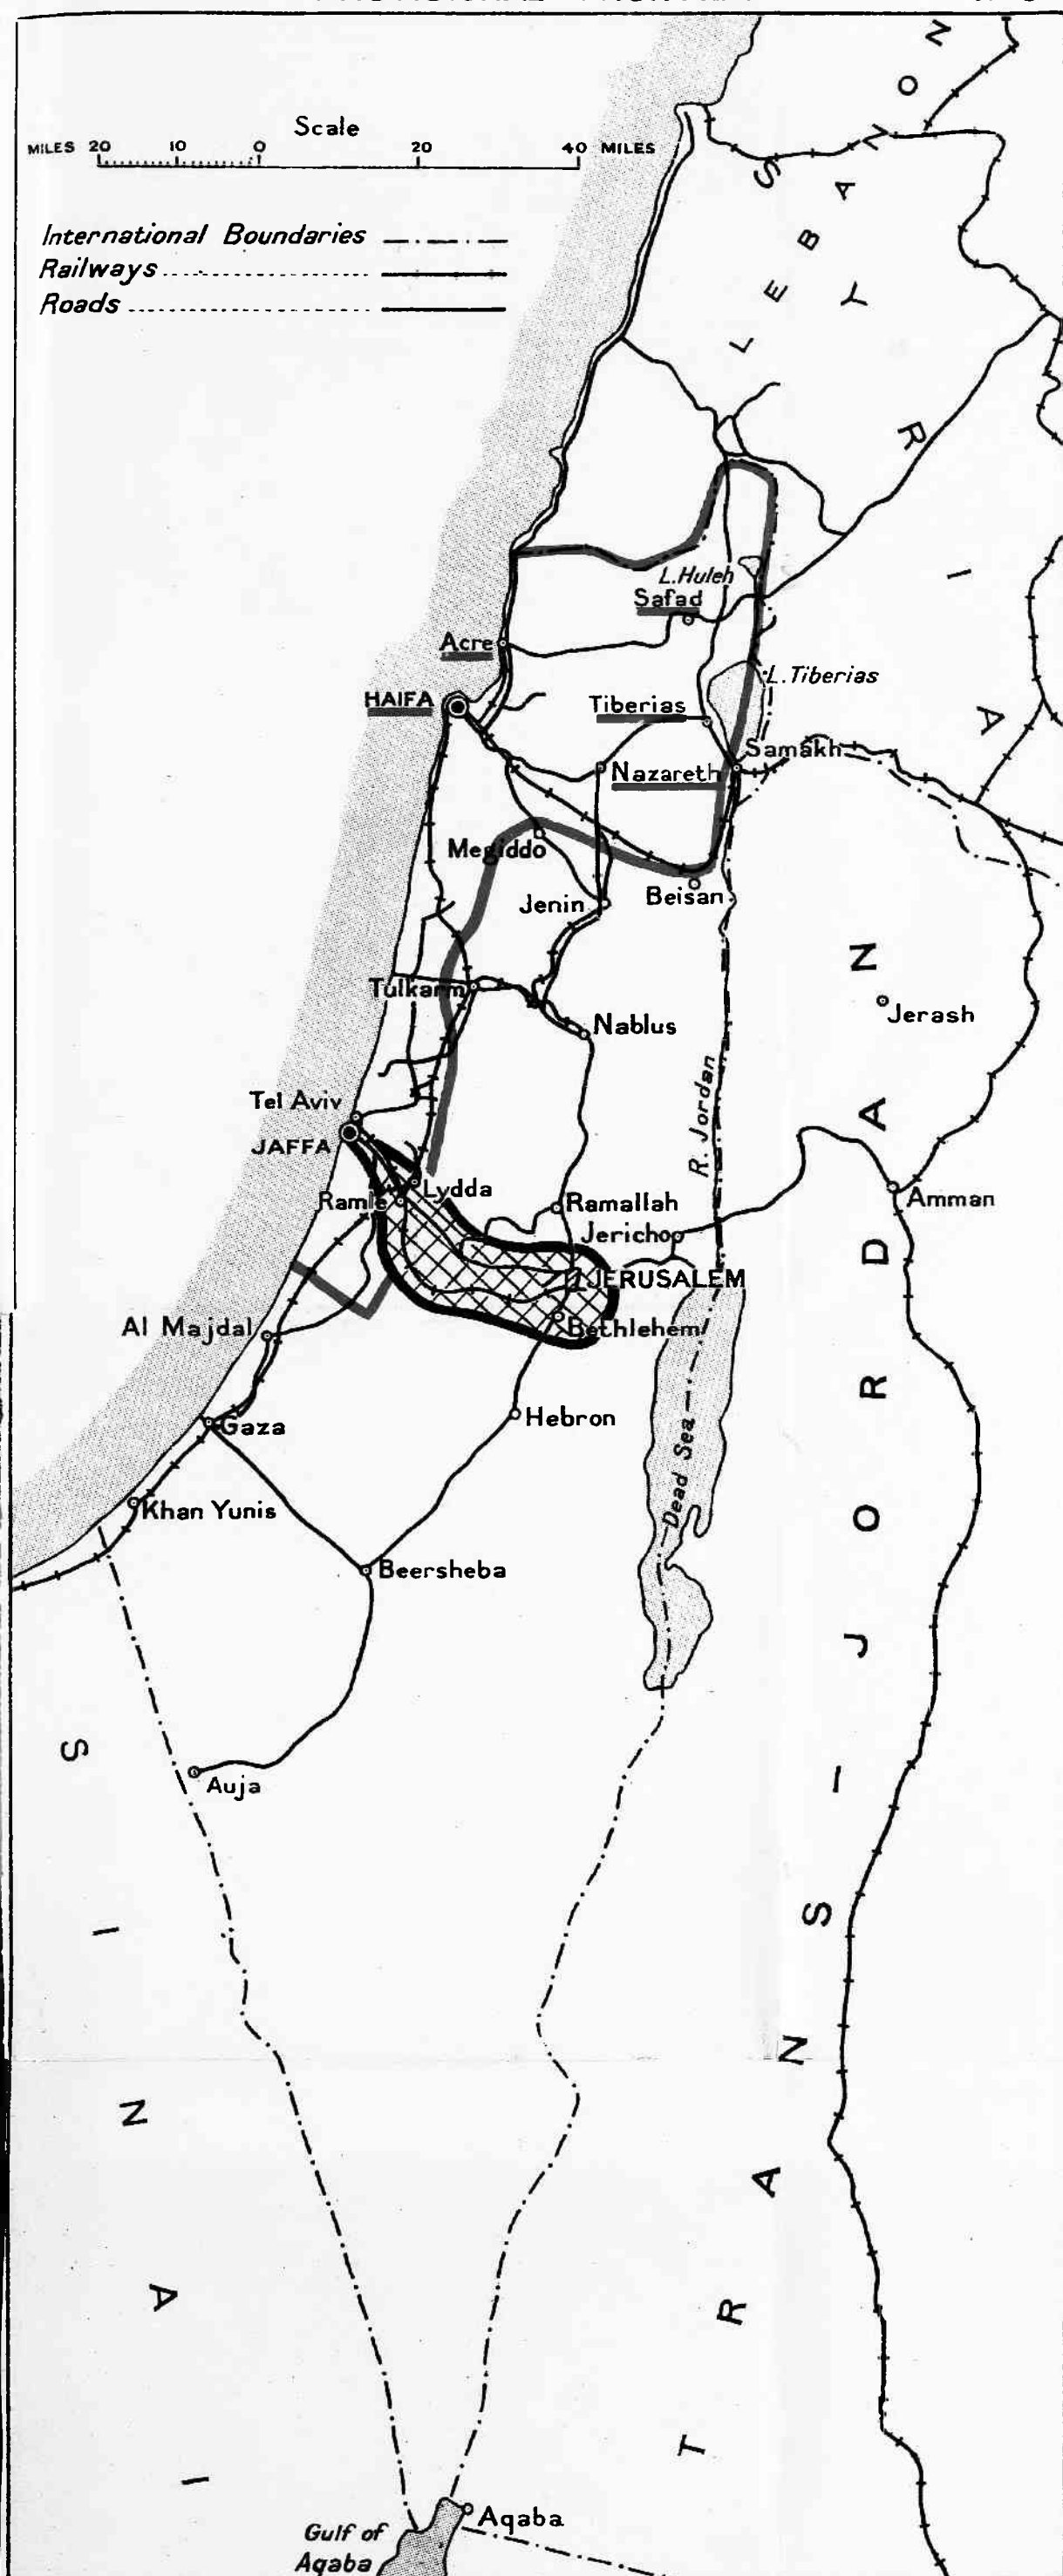 Scale
MILES 20 10 0 20 40 MILES
International Boundaries
Railways
Roads
LEBANON
SYRIA
L. Huleh
Safad
Acre
HAIFA
L. Tiberias
Tiberias
Samakh
Nazareth
Megiddo
Beisan
Jenin
Tulkarm
Jerash
Nablus
R. Jordan
Tel Aviv
JAFFA
Lydda
Ramle
Ramallah
Amman
Jericho
JERUSALEM
Al Majdal
Bethlehem
Hebron
Gaza
Dead Sea
Khan Yunis
Beersheba
Auja
SINAI
TRANS-JORDAN
Aqaba
Gulf of
Aqaba